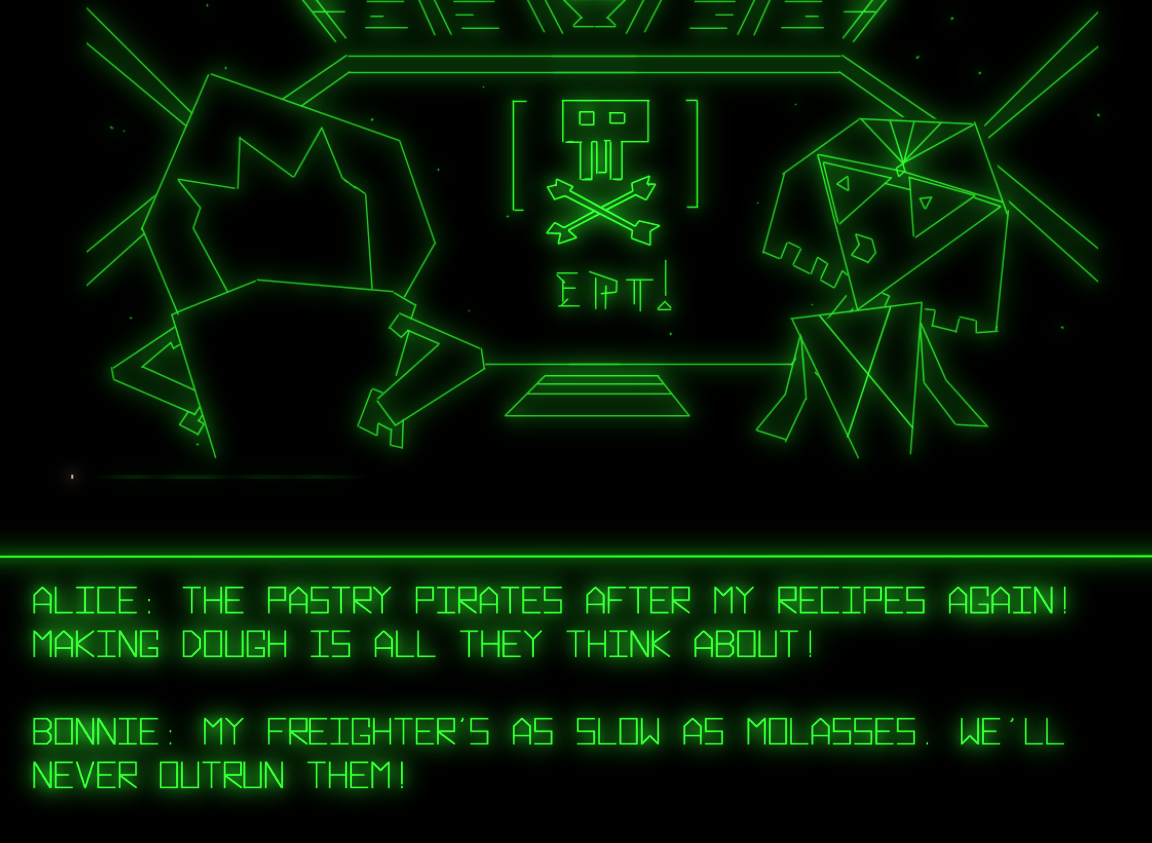 ALICE: THE PASTRY PIRATES AFTER MY RECIPES AGAIN!
MAKING DOUGH IS ALL THEY THINK ABOUT!
BONNIE: MY FREIGHTER'S AS SLOW AS MOLASSES. WE'LL
NEVER OUTRUN THEM!